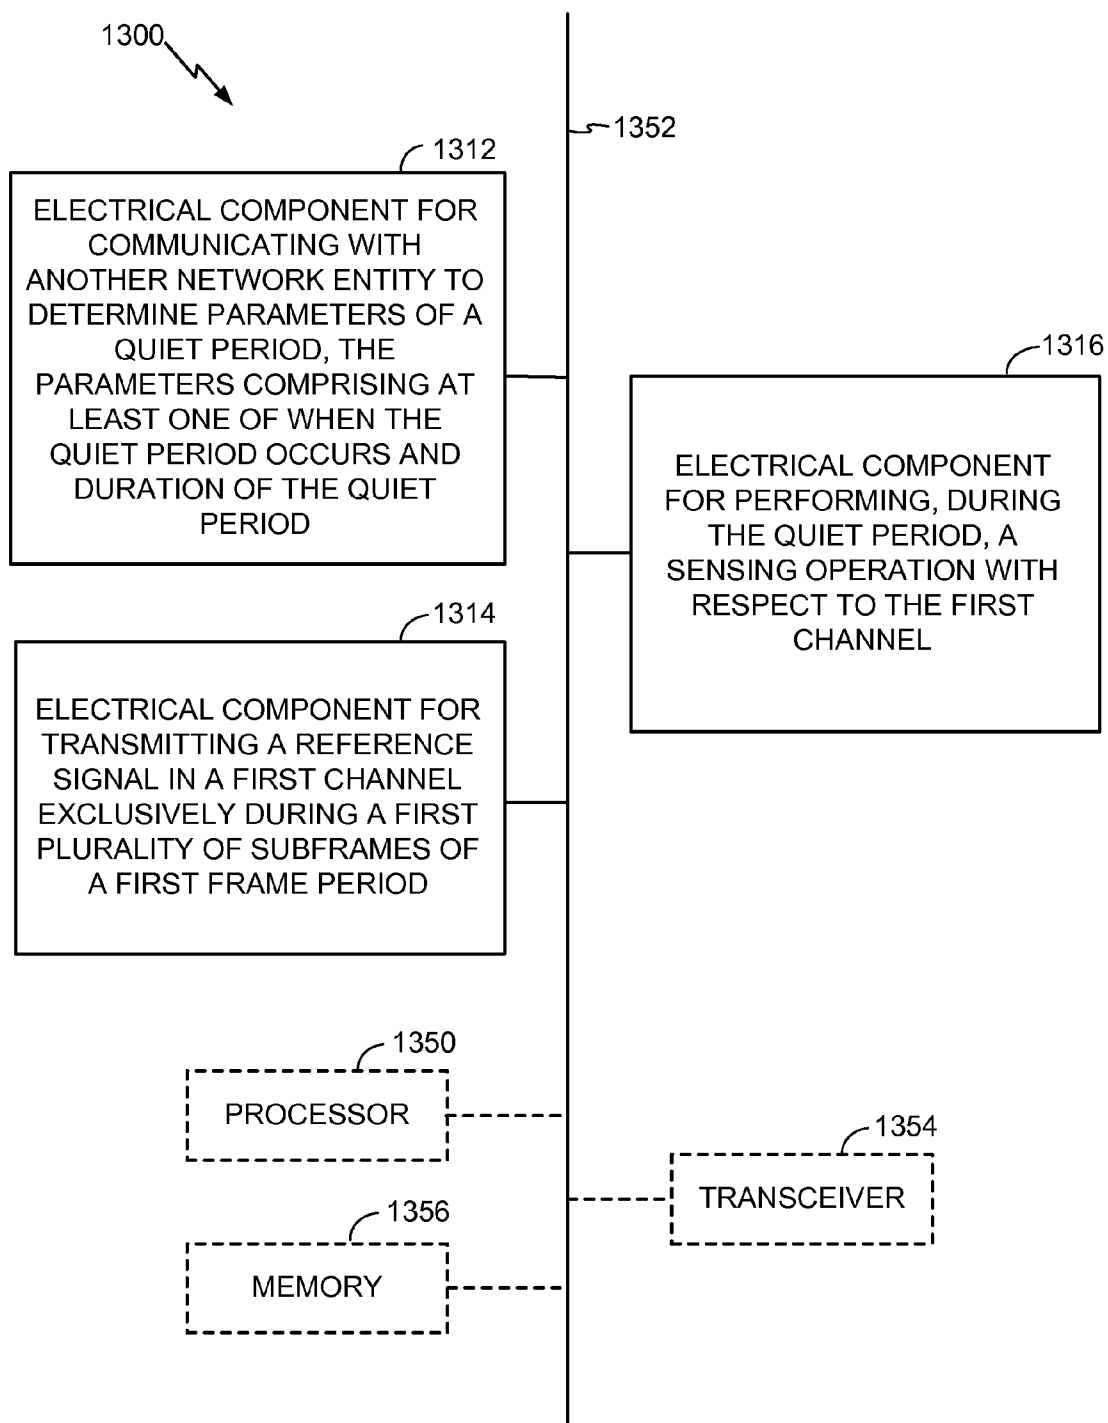 1300
1352
1312
ELECTRICAL COMPONENT FOR
COMMUNICATING WITH
ANOTHER NETWORK ENTITY TO
DETERMINE PARAMETERS OF A
QUIET PERIOD, THE
PARAMETERS COMPRISING AT
LEAST ONE OF WHEN THE
QUIET PERIOD OCCURS AND
DURATION OF THE QUIET
PERIOD
1316
ELECTRICAL COMPONENT
FOR PERFORMING, DURING
THE QUIET PERIOD, A
SENSING OPERATION WITH
RESPECT TO THE FIRST
CHANNEL
1314
ELECTRICAL COMPONENT FOR
TRANSMITTING A REFERENCE
SIGNAL IN A FIRST CHANNEL
EXCLUSIVELY DURING A FIRST
PLURALITY OF SUBFRAMES OF
A FIRST FRAME PERIOD
1350
PROCESSOR
1354
TRANSCEIVER
1356
MEMORY